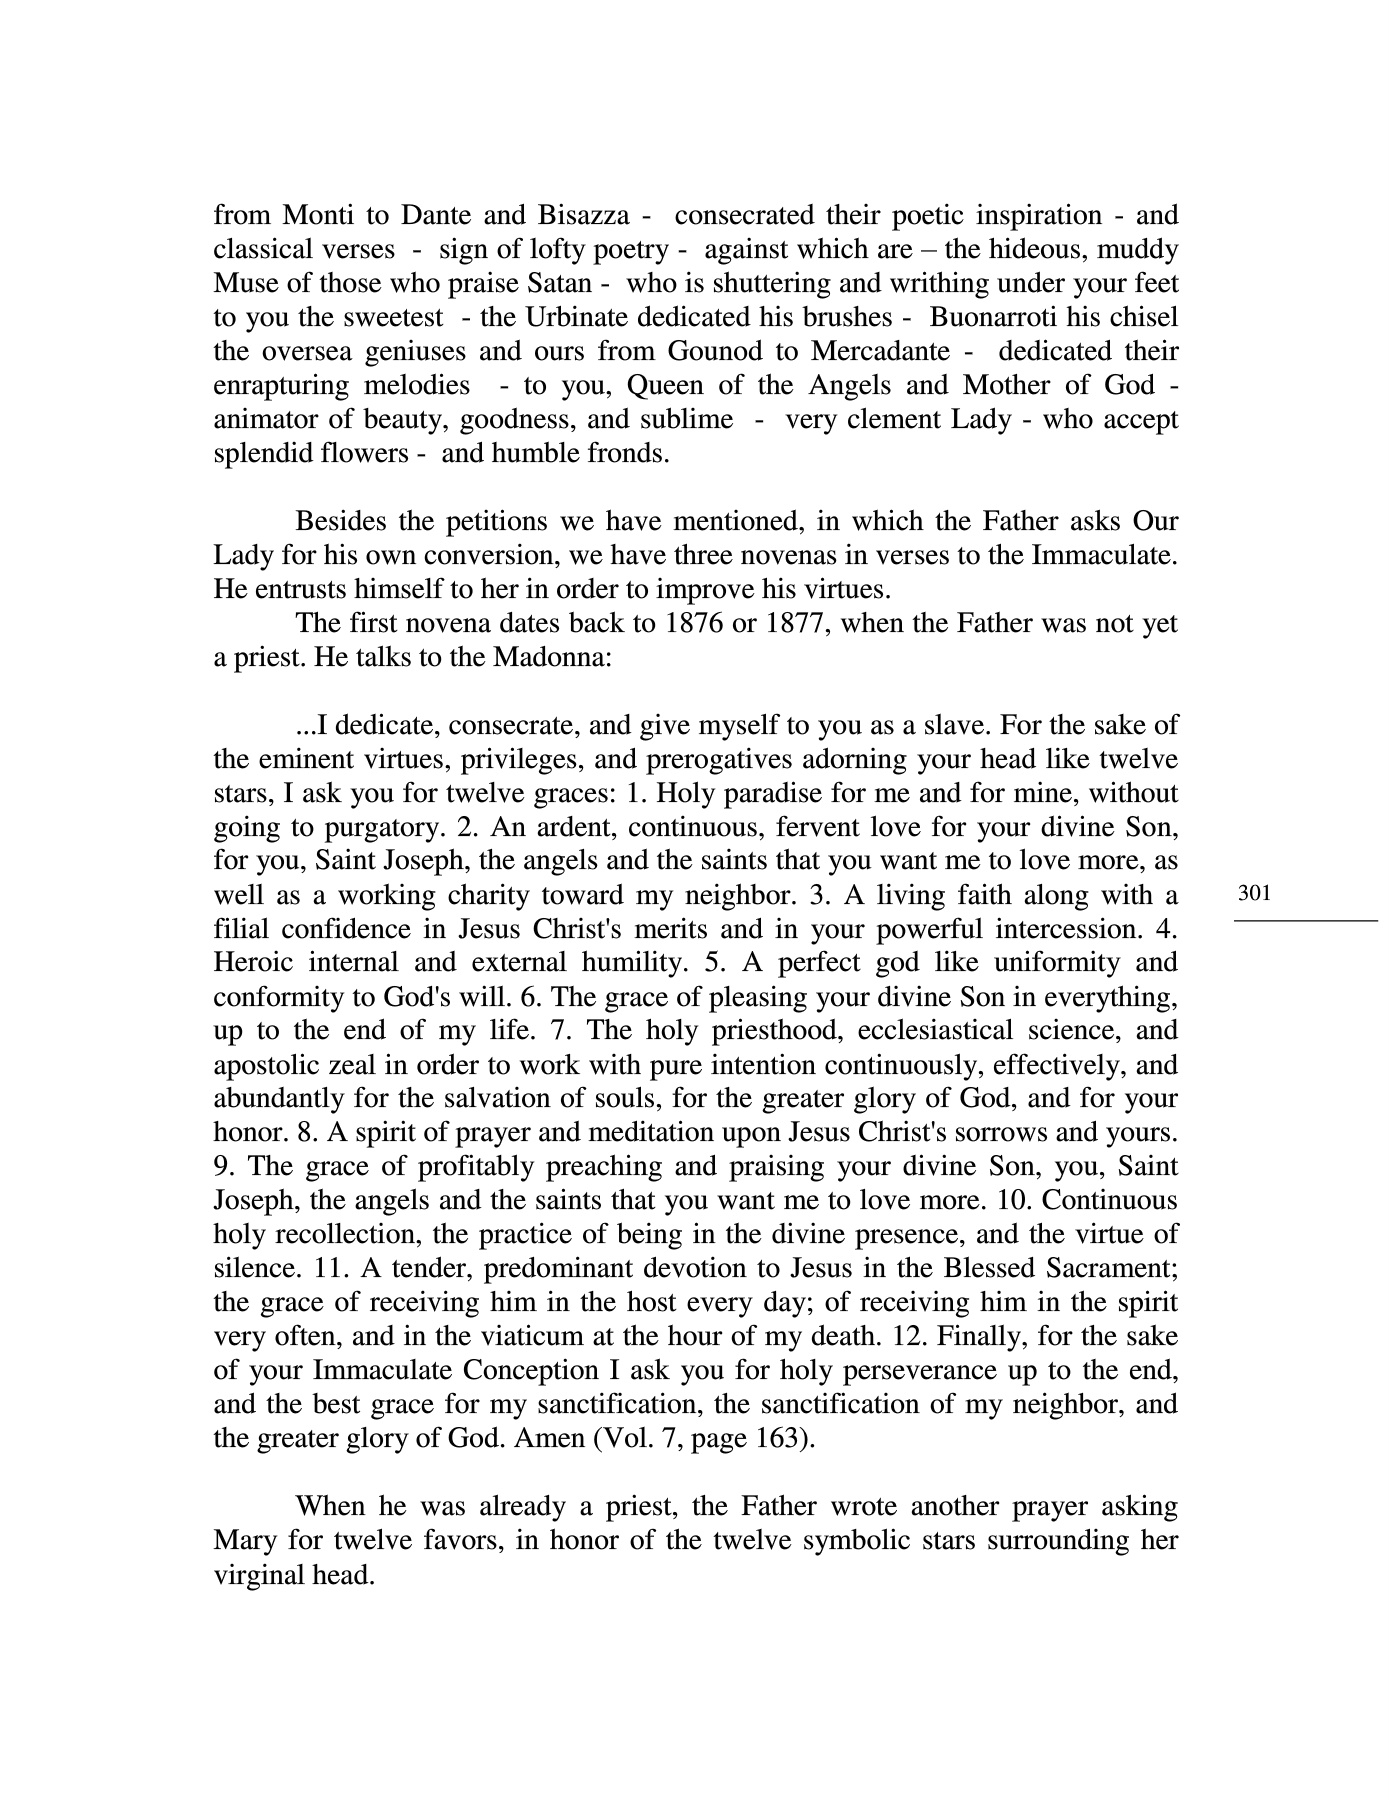 from Monti to Dante and Bisazza -  consecrated their poetic inspiration - and
classical verses  -  sign of lofty poetry -  against which are – the hideous, muddy
Muse of those who praise Satan -  who is shuttering and writhing under your feet
to you the sweetest  - the Urbinate dedicated his brushes -  Buonarroti his chisel
the oversea geniuses and ours from Gounod to Mercadante -  dedicated their
enrapturing melodies  - to you, Queen of the Angels and Mother of God -
animator of beauty, goodness, and sublime  -  very clement Lady - who accept
splendid flowers -  and humble fronds.
Besides the petitions we have mentioned, in which the Father asks Our
Lady for his own conversion, we have three novenas in verses to the Immaculate.
He entrusts himself to her in order to improve his virtues.
The first novena dates back to 1876 or 1877, when the Father was not yet
a priest. He talks to the Madonna:
...I dedicate, consecrate, and give myself to you as a slave. For the sake of
the eminent virtues, privileges, and prerogatives adorning your head like twelve
stars, I ask you for twelve graces: 1. Holy paradise for me and for mine, without
going to purgatory. 2. An ardent, continuous, fervent love for your divine Son,
for you, Saint Joseph, the angels and the saints that you want me to love more, as
well as a working charity toward my neighbor. 3. A living faith along with a
filial confidence in Jesus Christ's merits and in your powerful intercession. 4.
Heroic internal and external humility. 5. A perfect god like uniformity and
conformity to God's will. 6. The grace of pleasing your divine Son in everything,
up to the end of my life. 7. The holy priesthood, ecclesiastical science, and
apostolic zeal in order to work with pure intention continuously, effectively, and
abundantly for the salvation of souls, for the greater glory of God, and for your
honor. 8. A spirit of prayer and meditation upon Jesus Christ's sorrows and yours.
9. The grace of profitably preaching and praising your divine Son, you, Saint
Joseph, the angels and the saints that you want me to love more. 10. Continuous
holy recollection, the practice of being in the divine presence, and the virtue of
silence. 11. A tender, predominant devotion to Jesus in the Blessed Sacrament;
the grace of receiving him in the host every day; of receiving him in the spirit
very often, and in the viaticum at the hour of my death. 12. Finally, for the sake
of your Immaculate Conception I ask you for holy perseverance up to the end,
and the best grace for my sanctification, the sanctification of my neighbor, and
the greater glory of God. Amen (Vol. 7, page 163).
When he was already a priest, the Father wrote another prayer asking
Mary for twelve favors, in honor of the twelve symbolic stars surrounding her
virginal head.
301